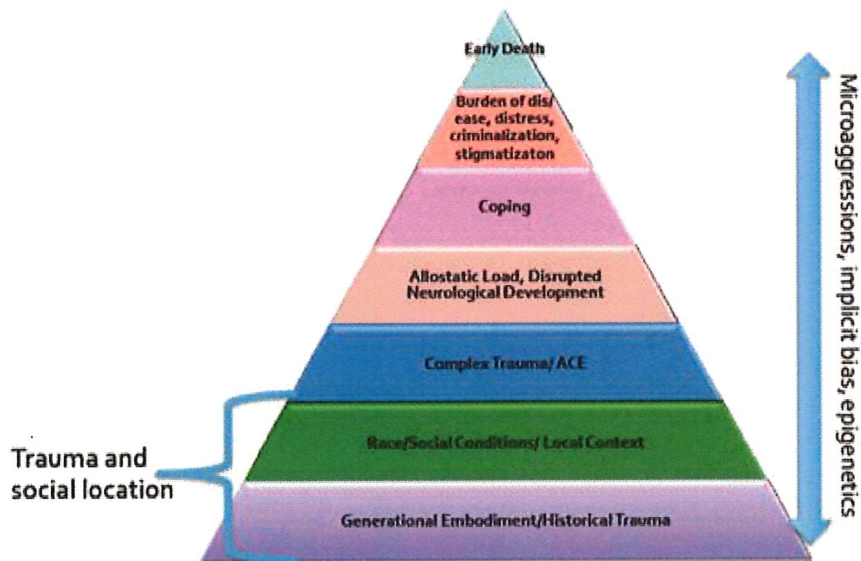 Early Death
Burden of dis/
ease, distress,
criminalization,
stigmatizaton
Coping
Allostatic Load, Disrupted
Neurological Development
Complex Trauma/ ACE
Race/Social Conditions/ Local Context
Generational Embodiment/Historical Trauma
Trauma and
social location
Microaggressions, implicit bias, epigenetics